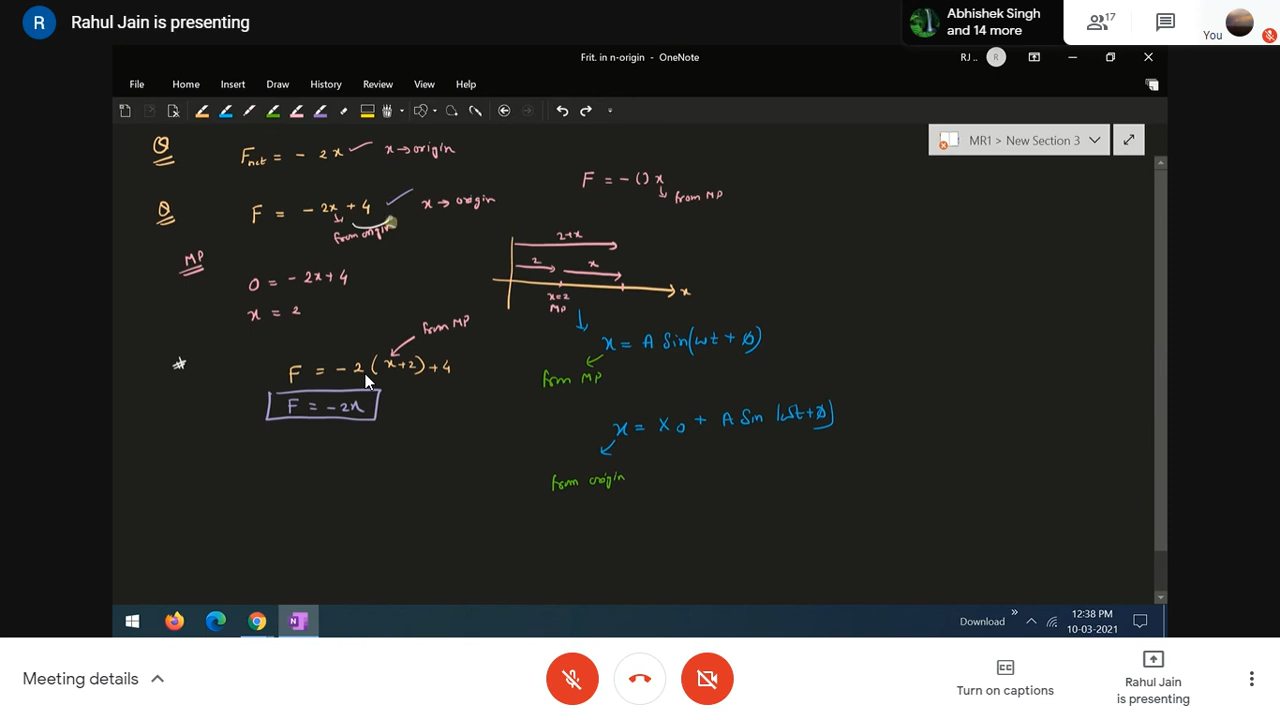 R Rahul Jain is presenting
Abhishek Singh
and 14 more
17
You
Frit. in n-origin - OneNote
RJ ..
R
File Home Insert Draw History Review View Help
MR1 > New Section 3
Q Fnet = - 2x x → origin
F = - ( ) x
from MP
Q F = - 2x + 4 x → origin
from origin
MP
0 = - 2x + 4
x = 2
2+x
2 x
x
x=2
MP
from MP
x = A Sin(ωt + ϕ)
from MP
* F = - 2 ( x+2 ) + 4
F = -2x
x = X0 + A Sin (ωt + ϕ)
from origin
Download
12:38 PM
10-03-2021
Meeting details
Turn on captions
Rahul Jain
is presenting